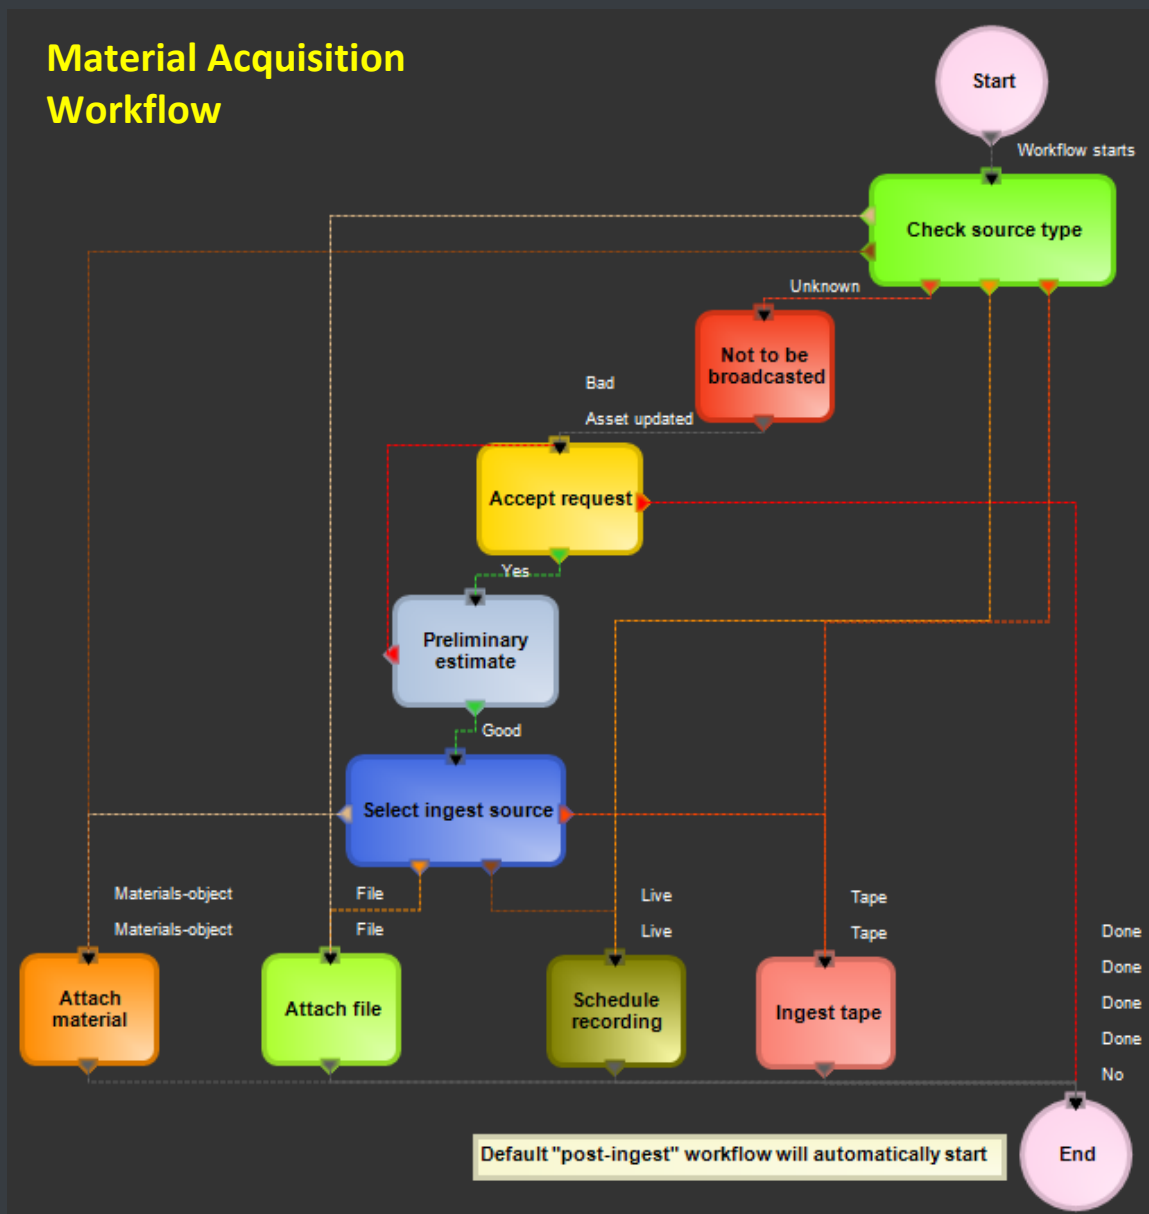 Material Acquisition
Workflow
Start
Workflow starts
Check source type
Unknown
Not to be
broadcasted
Bad
Asset updated
Accept request
Yes
Preliminary
estimate
Good
Select ingest source
Materials-object
File
Live
Tape
Materials-object
File
Live
Tape
Done
Done
Done
Done
No
Attach
material
Attach file
Schedule
recording
Ingest tape
Default "post-ingest" workflow will automatically start
End